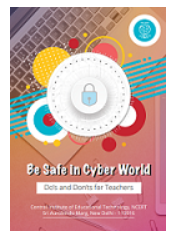 Be Safe in Cyber World
Do's and Don'ts for Teachers
Central Institute of Educational Technology, NCERT
Sri Aurobindo Marg, New Delhi - 110016